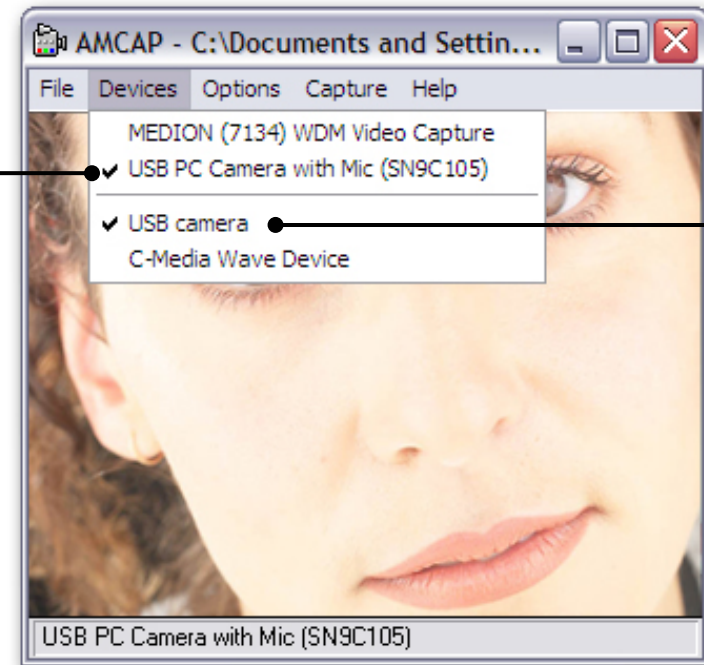 AMCAP - C:\Documents and Settin...
File Devices Options Capture Help
MEDION (7134) WDM Video Capture
✔ USB PC Camera with Mic (SN9C105)
✔ USB camera
C-Media Wave Device
USB PC Camera with Mic (SN9C105)